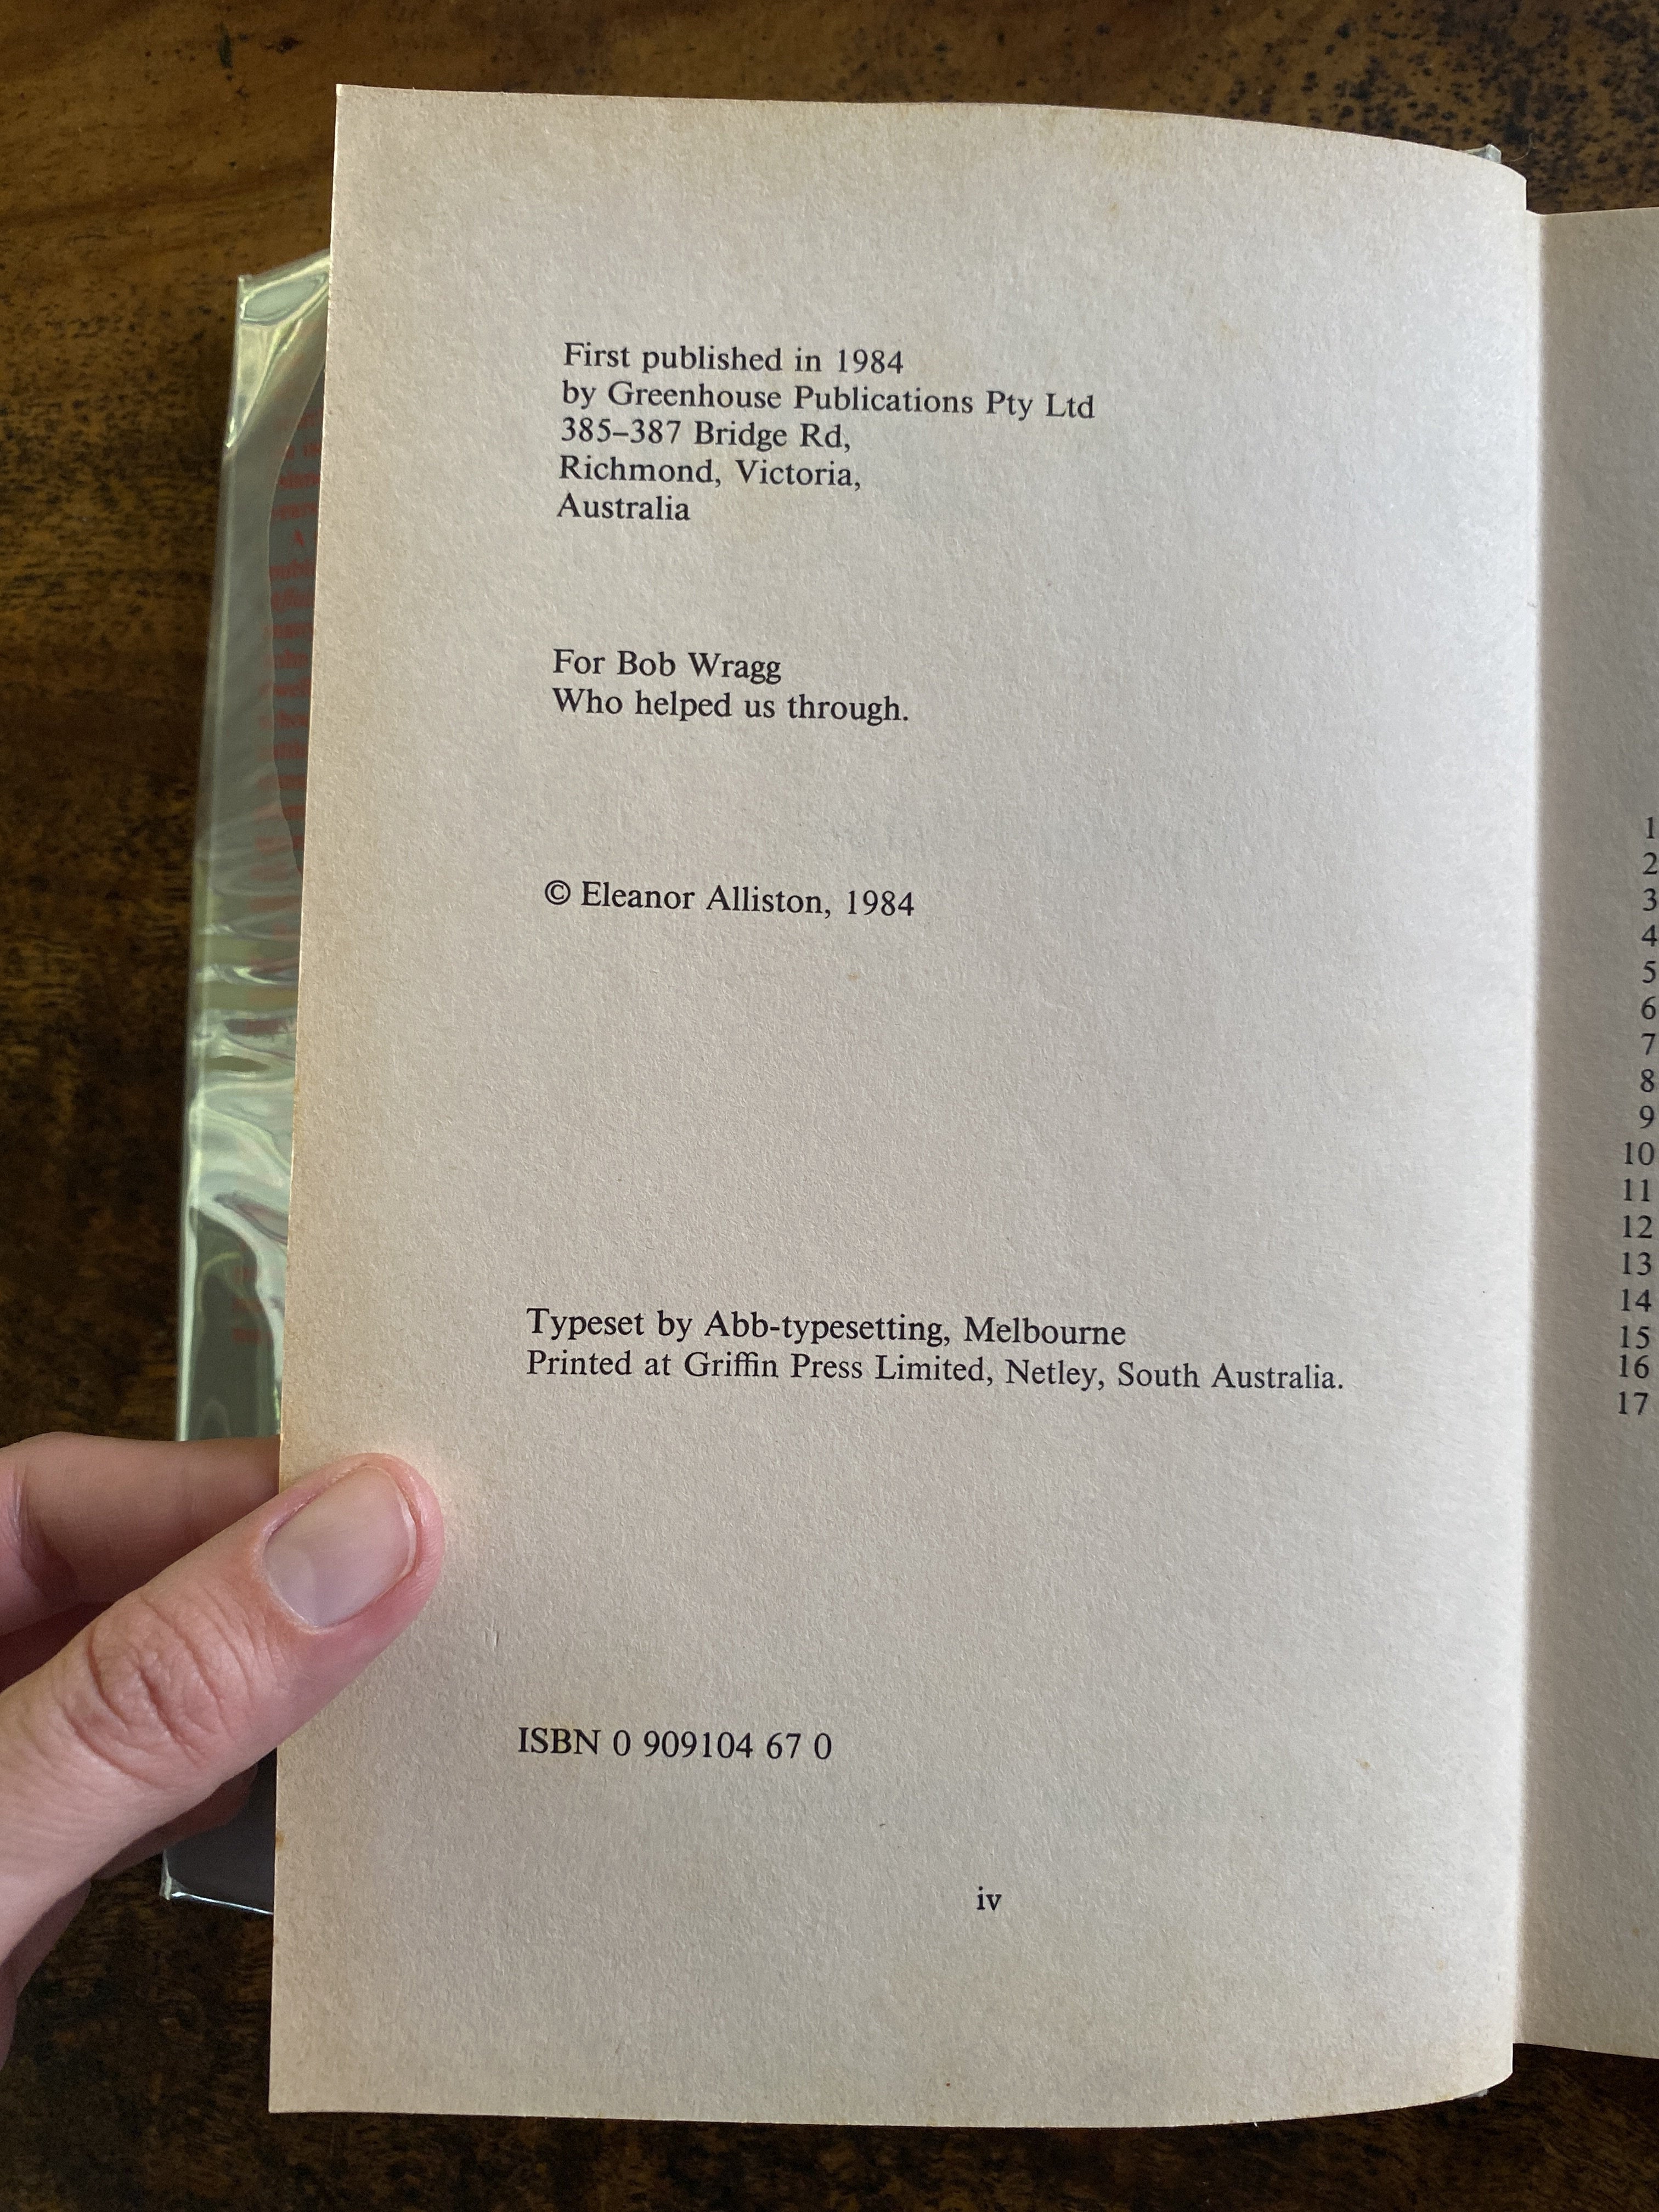 First published in 1984
by Greenhouse Publications Pty Ltd
385–387 Bridge Rd,
Richmond, Victoria,
Australia
For Bob Wragg
Who helped us through.
© Eleanor Alliston, 1984
Typeset by Abb-typesetting, Melbourne
Printed at Griffin Press Limited, Netley, South Australia.
ISBN 0 909104 67 0
iv
1
2
3
4
5
6
7
8
9
10
11
12
13
14
15
16
17